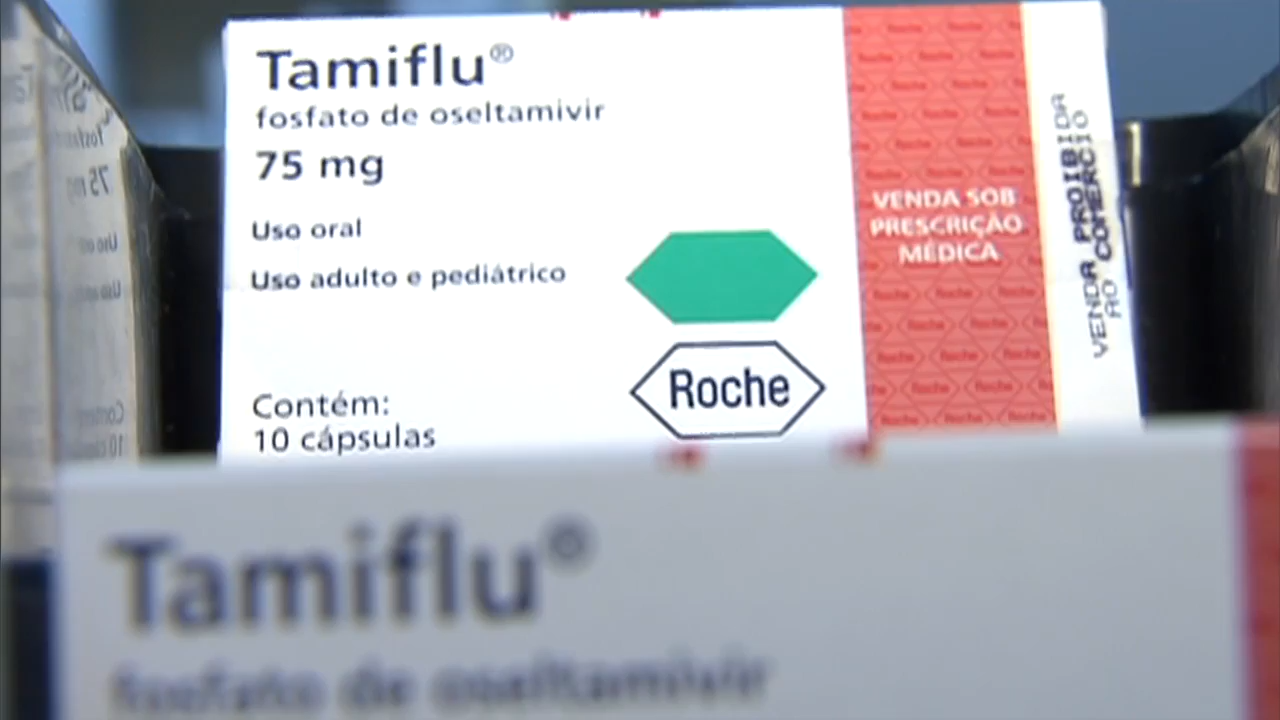 Tamiflu®
fosfato de oseltamivir
75 mg
Uso oral
Uso adulto e pediátrico
Contém:
10 cápsulas
Roche
VENDA SOB
PRESCRIÇÃO
MÉDICA
VENDA PROIBIDA
AO COMERCIO
Tamiflu®
fosfato de oseltamivir